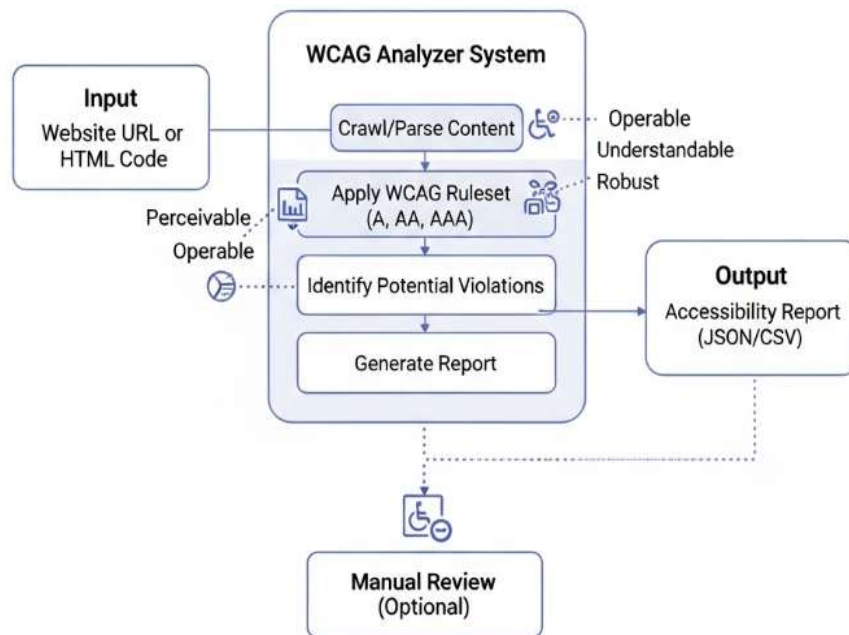 WCAG Analyzer System
Input
Website URL or
HTML Code
Crawl/Parse Content
Operable
Understandable
Robust
Perceivable
Operable
Apply WCAG Ruleset
(A, AA, AAA)
Identify Potential Violations
Generate Report
Output
Accessibility Report
(JSON/CSV)
Manual Review
(Optional)